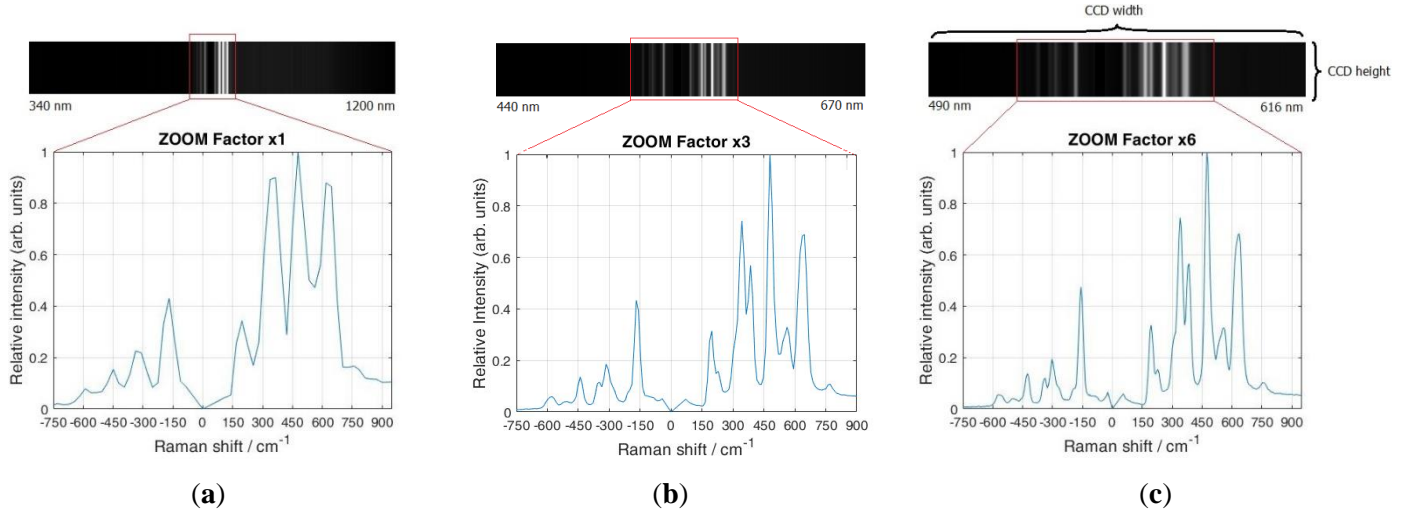 CCD width
CCD height
340 nm
1200 nm
440 nm
670 nm
490 nm
616 nm
ZOOM Factor x1
Relative intensity (arb. units)
1
0.8
0.6
0.4
0.2
0
-750 -600 -450 -300 -150 0 150 300 450 600 750 900
Raman shift / cm⁻¹
ZOOM Factor x3
Relative Intensity (arb. units)
1
0.8
0.6
0.4
0.2
0
-750 -600 -450 -300 -150 0 150 300 450 600 750 900
Raman shift / cm⁻¹
ZOOM Factor x6
Relative intensity (arb. units)
1
0.8
0.6
0.4
0.2
0
-750 -600 -450 -300 -150 0 150 300 450 600 750 900
Raman shift / cm⁻¹
(a)
(b)
(c)